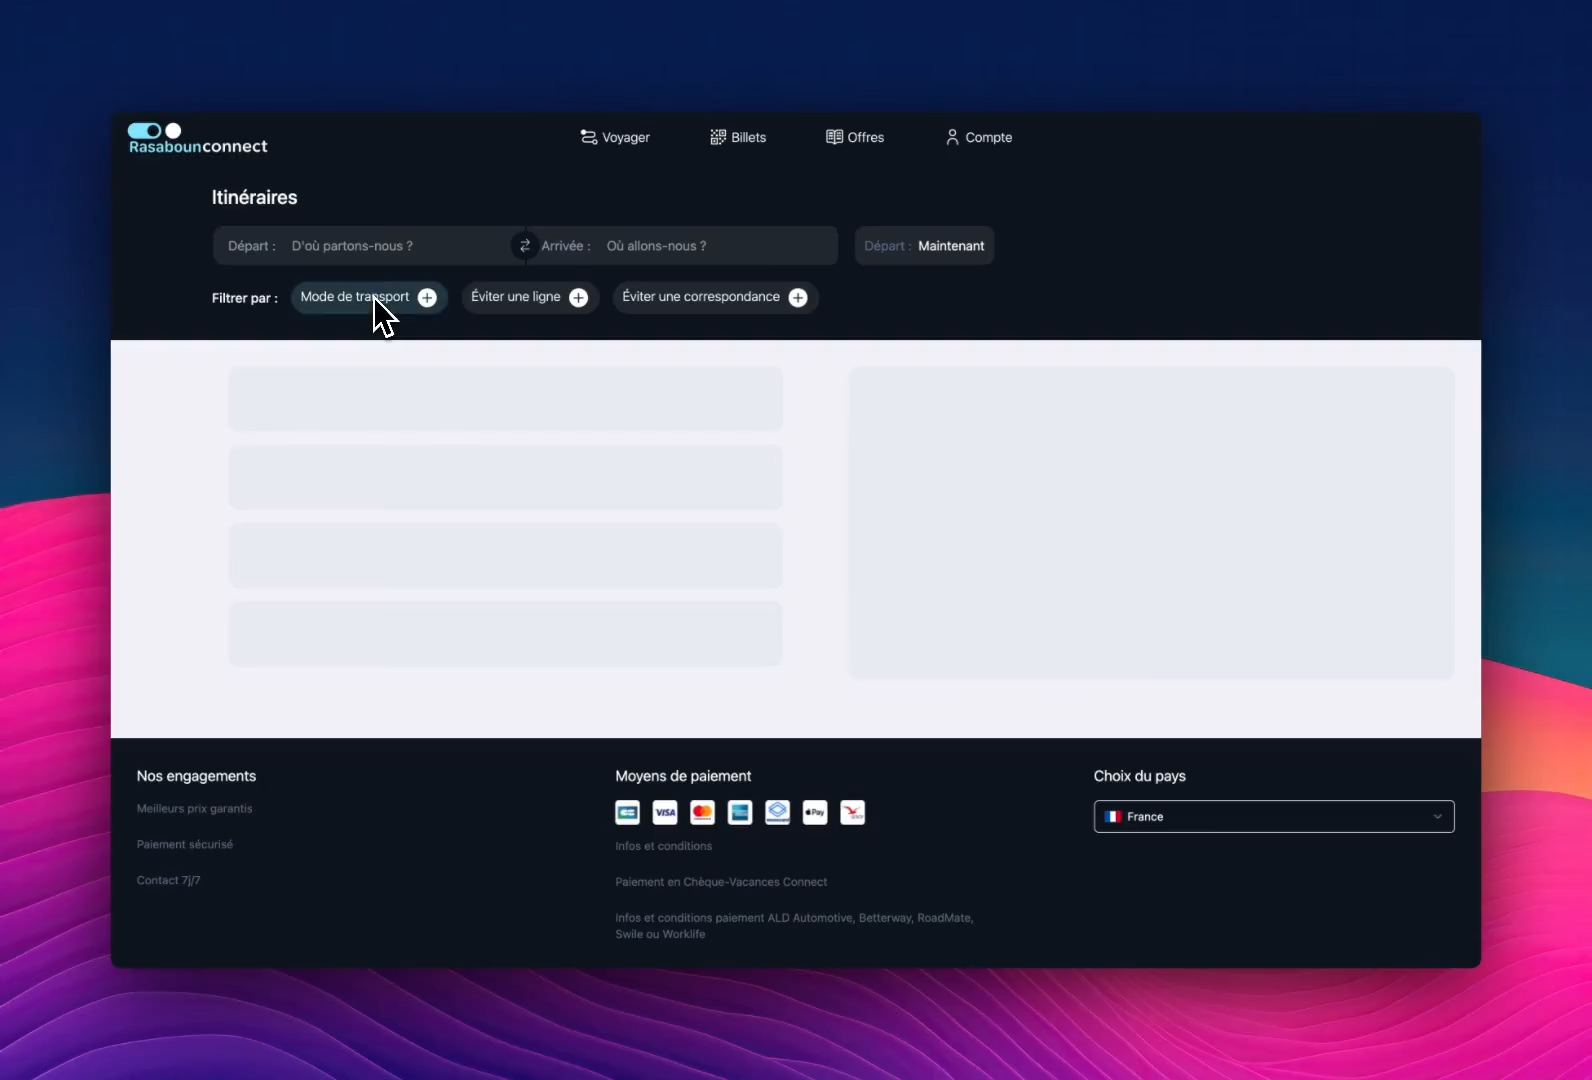 Rasabounconnect
Voyager
Billets
Offres
Compte
Itinéraires
Départ : D'où partons-nous ?
Arrivée : Où allons-nous ?
Départ : Maintenant
Filtrer par :
Mode de transport
Éviter une ligne
Éviter une correspondance
Nos engagements
Meilleurs prix garantis
Paiement sécurisé
Contact 7j/7
Moyens de paiement
VISA
Pay
Infos et conditions
Paiement en Chèque-Vacances Connect
Infos et conditions paiement ALD Automotive, Betterway, RoadMate,
Swile ou Worklife
Choix du pays
France